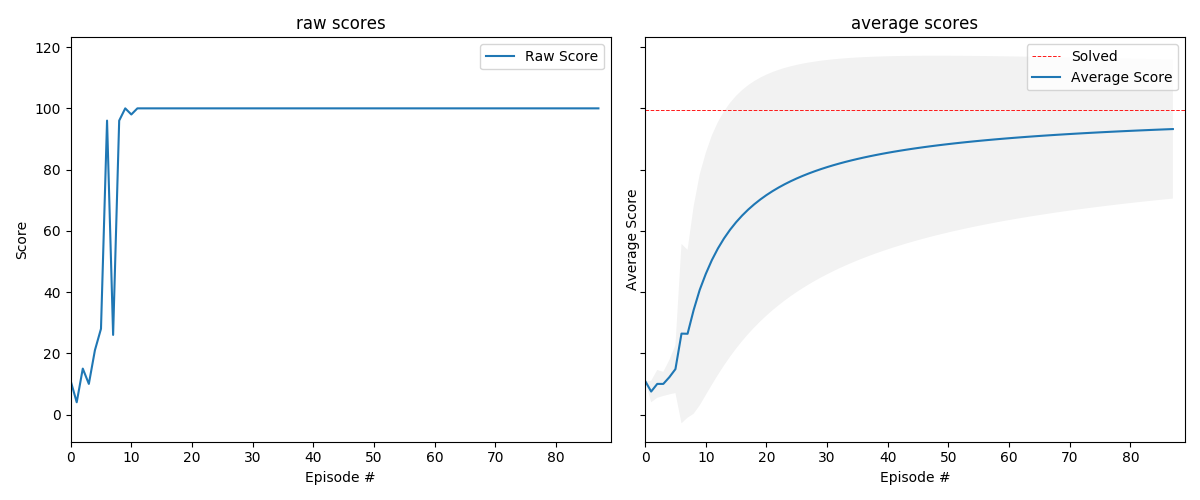 raw scores
Raw Score
Score
120
100
80
60
40
20
0
0 10 20 30 40 50 60 70 80
Episode #
average scores
Solved
Average Score
Average Score
0 10 20 30 40 50 60 70 80
Episode #